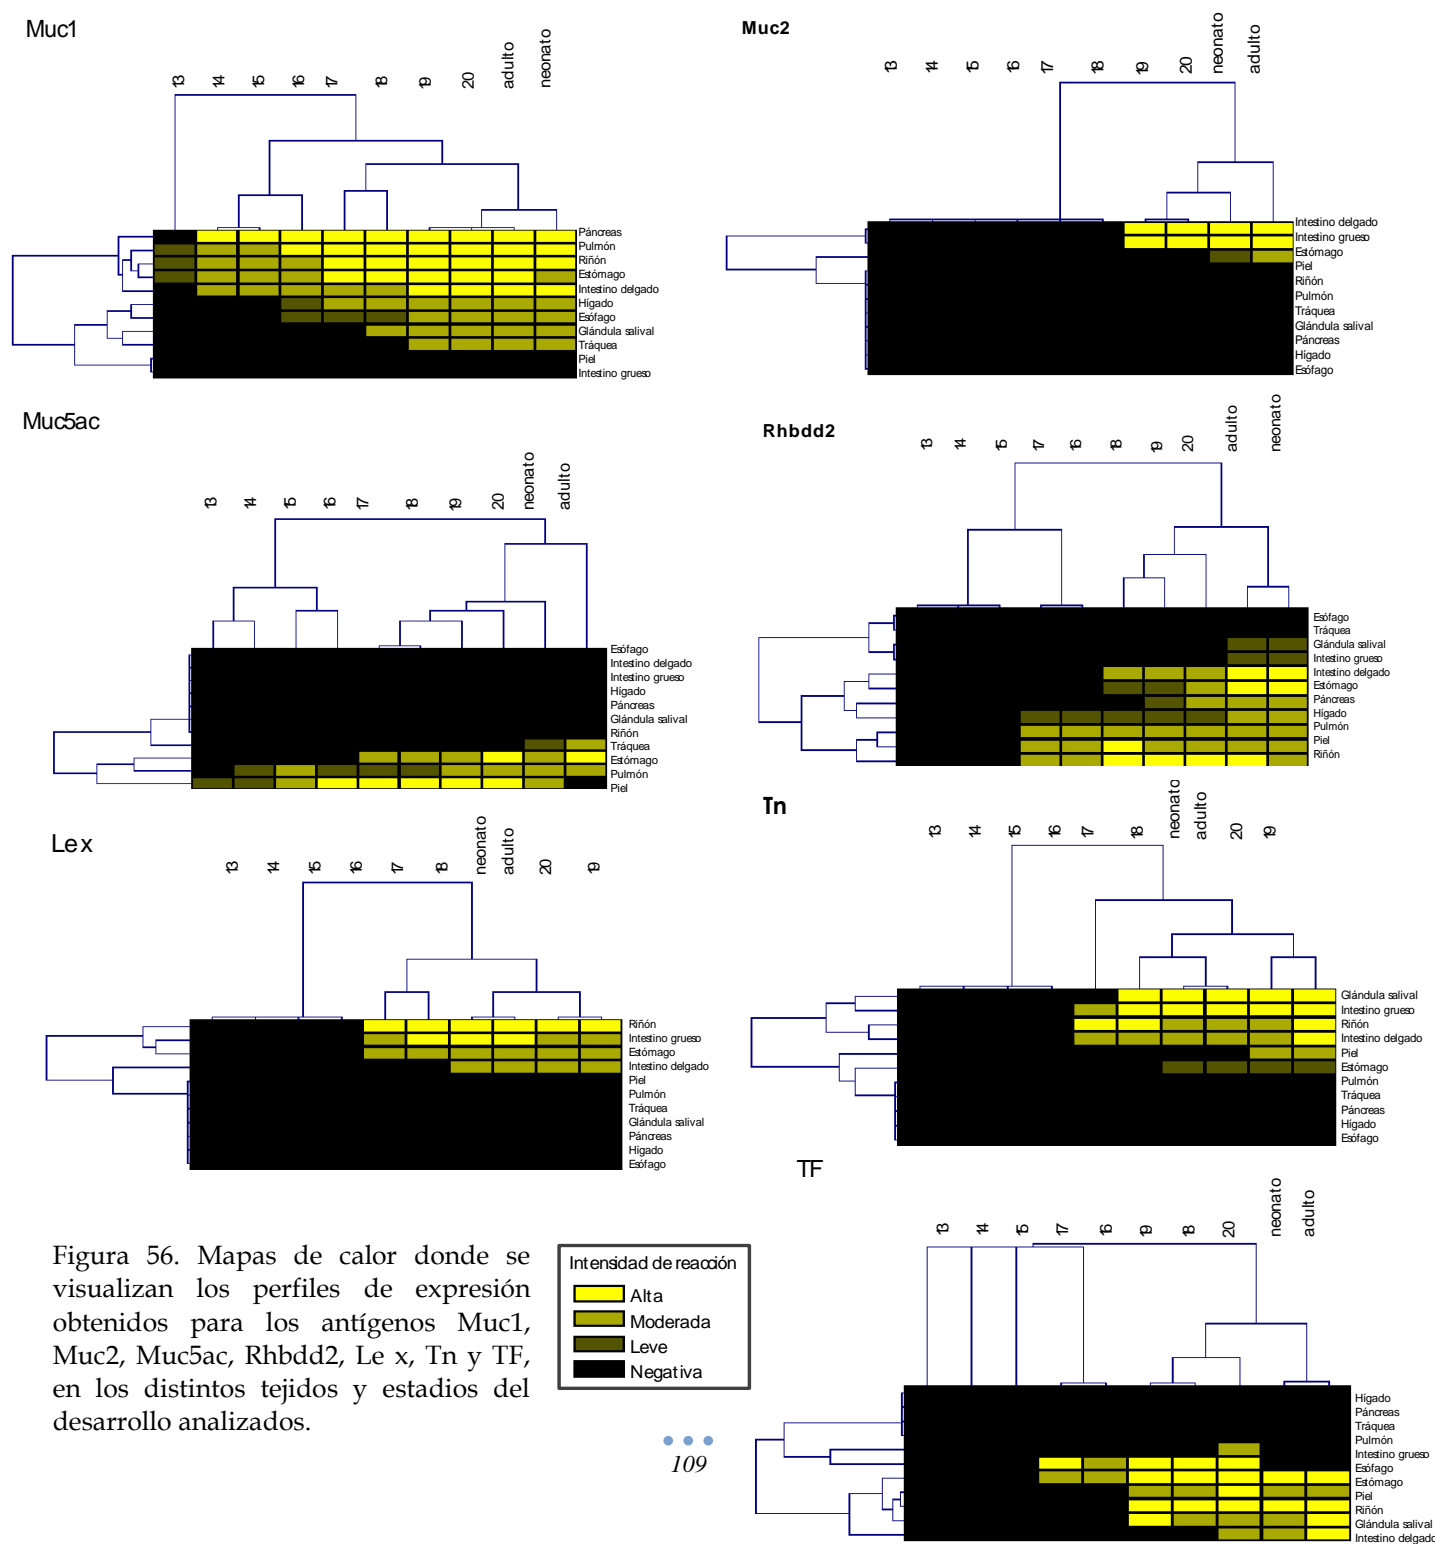 Muc1
13 14 15 16 17 18 19 20 adulto neonato
Páncreas
Pulmón
Riñón
Estómago
Intestino delgado
Hígado
Esófago
Glándula salival
Tráquea
Piel
Intestino grueso
Muc2
13 14 15 16 17 18 19 20 neonato adulto
Intestino delgado
Intestino grueso
Estómago
Piel
Riñón
Pulmón
Tráquea
Glándula salival
Páncreas
Hígado
Esófago
Muc5ac
13 14 15 16 17 18 19 20 neonato adulto
Esófago
Intestino delgado
Intestino grueso
Hígado
Páncreas
Glándula salival
Riñón
Tráquea
Estómago
Pulmón
Piel
Rhbdd2
13 14 15 17 16 18 19 20 adulto neonato
Esófago
Tráquea
Glándula salival
Intestino grueso
Intestino delgado
Estómago
Páncreas
Hígado
Pulmón
Piel
Riñón
Le x
13 14 15 16 17 18 neonato adulto 20 19
Riñón
Intestino grueso
Estómago
Intestino delgado
Piel
Pulmón
Tráquea
Glándula salival
Páncreas
Hígado
Esófago
Tn
13 14 15 16 17 18 neonato adulto 20 19
Glándula salival
Intestino grueso
Riñón
Intestino delgado
Piel
Estómago
Pulmón
Tráquea
Páncreas
Hígado
Esófago
TF
13 14 15 17 16 19 18 20 neonato adulto
Hígado
Páncreas
Tráquea
Pulmón
Intestino grueso
Esófago
Estómago
Piel
Riñón
Glándula salival
Intestino delgado
Figura 56. Mapas de calor donde se
visualizan los perfiles de expresión
obtenidos para los antígenos Muc1,
Muc2, Muc5ac, Rhbdd2, Le x, Tn y TF,
en los distintos tejidos y estadios del
desarrollo analizados.
Intensidad de reacción
Alta
Moderada
Leve
Negativa
109